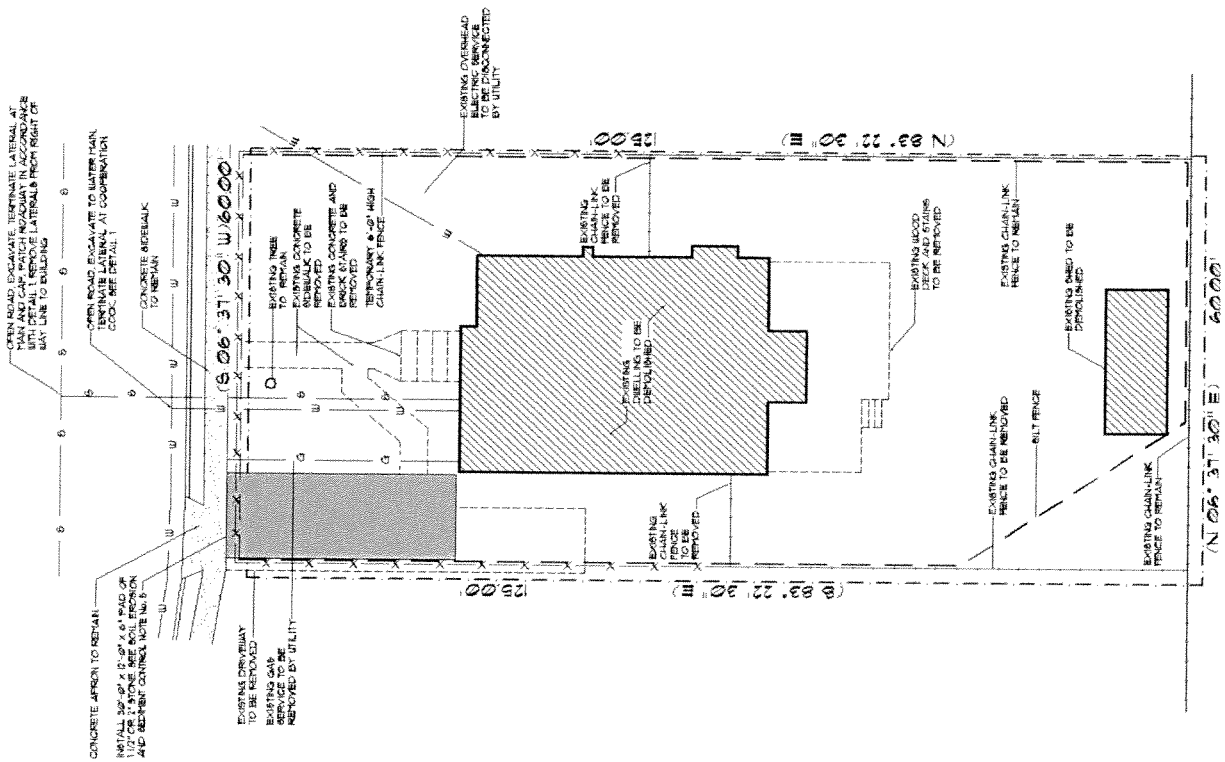 OPEN ROAD, EXCAVATE, TERMINATE LATERAL AT
MAIN AND CAP, PATCH ROADWAY IN ACCORDANCE
WITH DETAIL 1. REMOVE LATERALS FROM RIGHT OF
WAY LINE TO BUILDING
OPEN ROAD, EXCAVATE TO WATER MAIN,
TERMINATE LATERAL AT COOPERATION
COCK, SEE DETAIL 1
CONCRETE SIDEWALK
TO REMAIN
CONCRETE APRON TO REMAIN
INSTALL 30'-0" x 12'-0" x 6" PAD OF
1 1/2" OR 2" STONE. SEE SOIL EROSION
AND SEDIMENT CONTROL NOTE No. 5
EXISTING DRIVEWAY
TO BE REMOVED
EXISTING GAS
SERVICE TO BE
REMOVED BY UTILITY
(S 06° 37' 30" W) 60.00'
EXISTING TREE
TO REMAIN
EXISTING CONCRETE
SIDEWALK TO BE
REMOVED
EXISTING CONCRETE AND
BRICK STAIRS TO BE
REMOVED
TEMPORARY 6'-0" HIGH
CHAIN-LINK FENCE
EXISTING OVERHEAD
ELECTRIC SERVICE
TO BE DISCONNECTED
BY UTILITY
125.00'
(N 83° 22' 30" E)
EXISTING
CHAIN-LINK
FENCE TO BE
REMOVED
EXISTING
DWELLING TO BE
DEMOLISHED
EXISTING WOOD
DECK AND STAIRS
TO BE REMOVED
EXISTING CHAIN-LINK
FENCE TO REMAIN
EXISTING SHED TO BE
DEMOLISHED
EXISTING
CHAIN-LINK
FENCE
TO BE
REMOVED
125.00'
(S 83° 22' 30" E)
EXISTING CHAIN-LINK
FENCE TO BE REMOVED
SILT FENCE
EXISTING CHAIN-LINK
FENCE TO REMAIN
(N 06° 37' 30" E) 60.00'